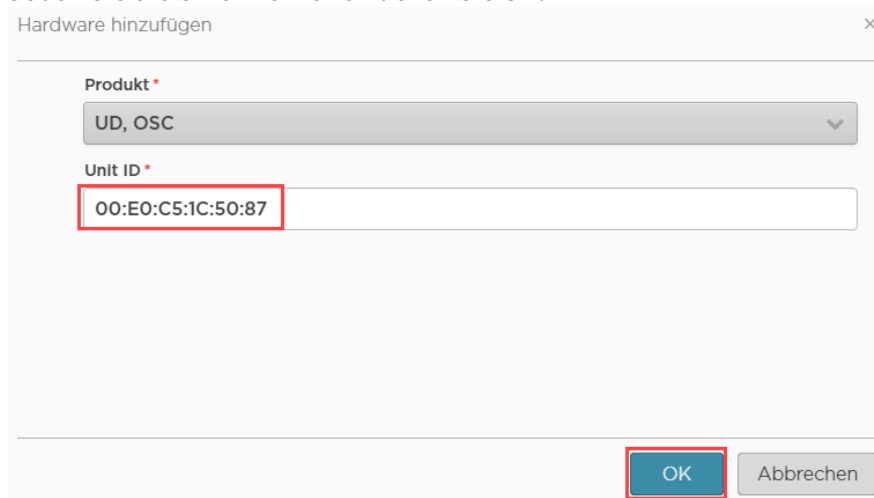 Hardware hinzufügen
Produkt *
UD, OSC
Unit ID *
00:E0:C5:1C:50:87
OK Abbrechen